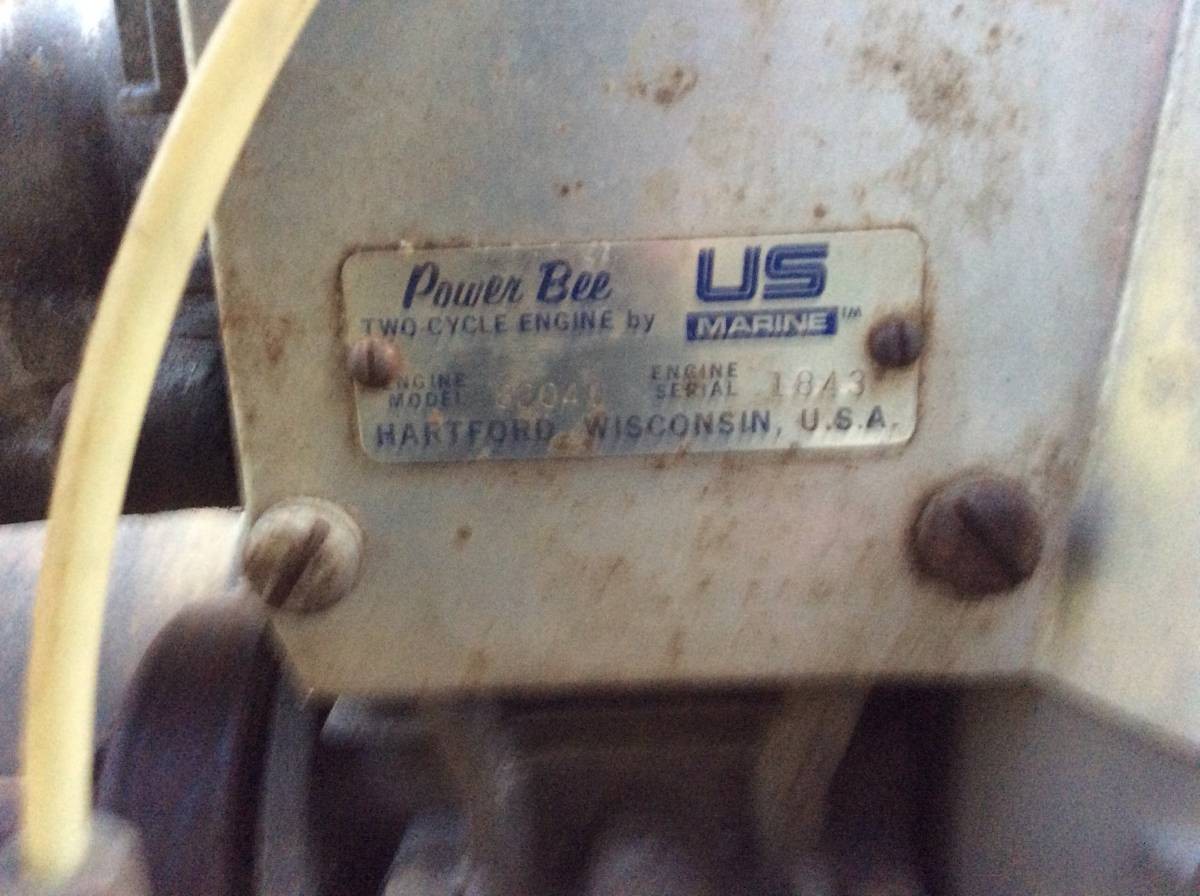 Power Bee
TWO-CYCLE ENGINE by
US
MARINE™
ENGINE
MODEL
ENGINE
SERIAL 1843
HARTFORD WISCONSIN, U.S.A.